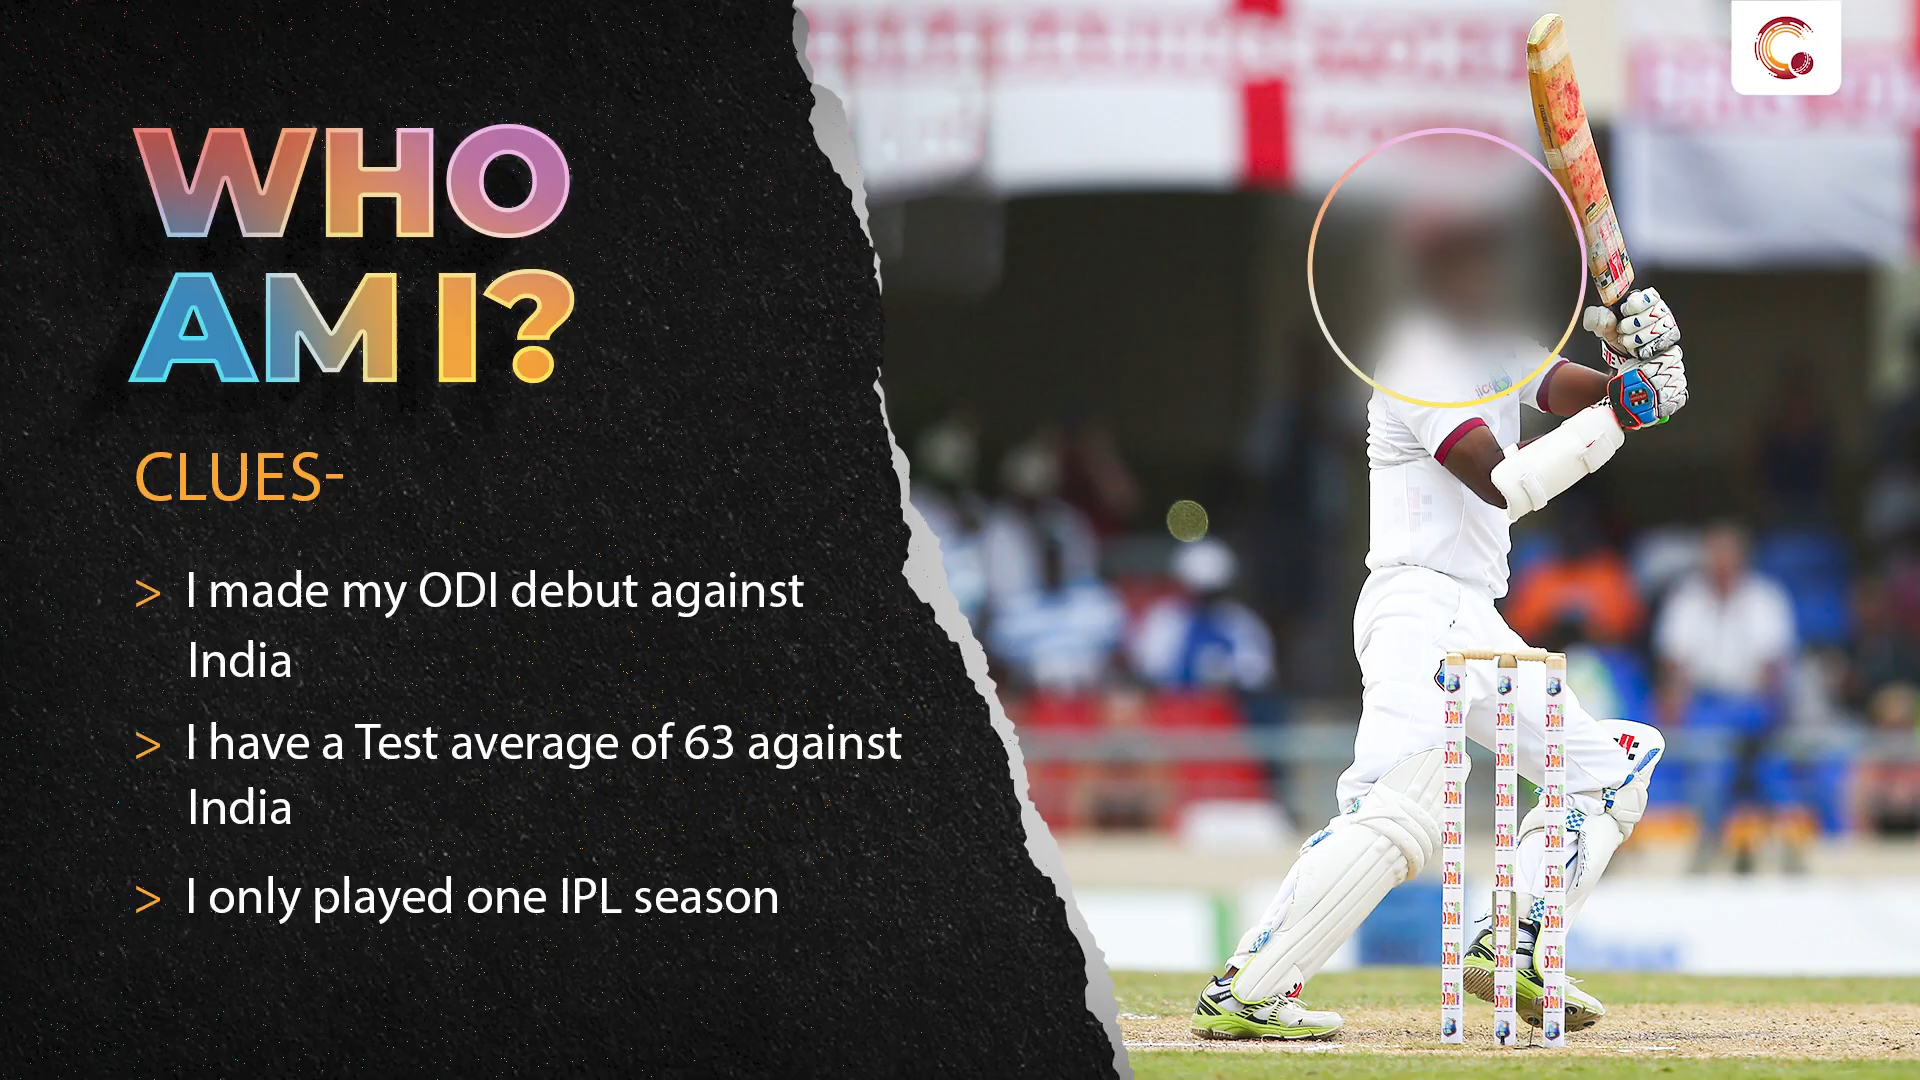 WHO
AM I?
CLUES-
> I made my ODI debut against
India
> I have a Test average of 63 against
India
> I only played one IPL season